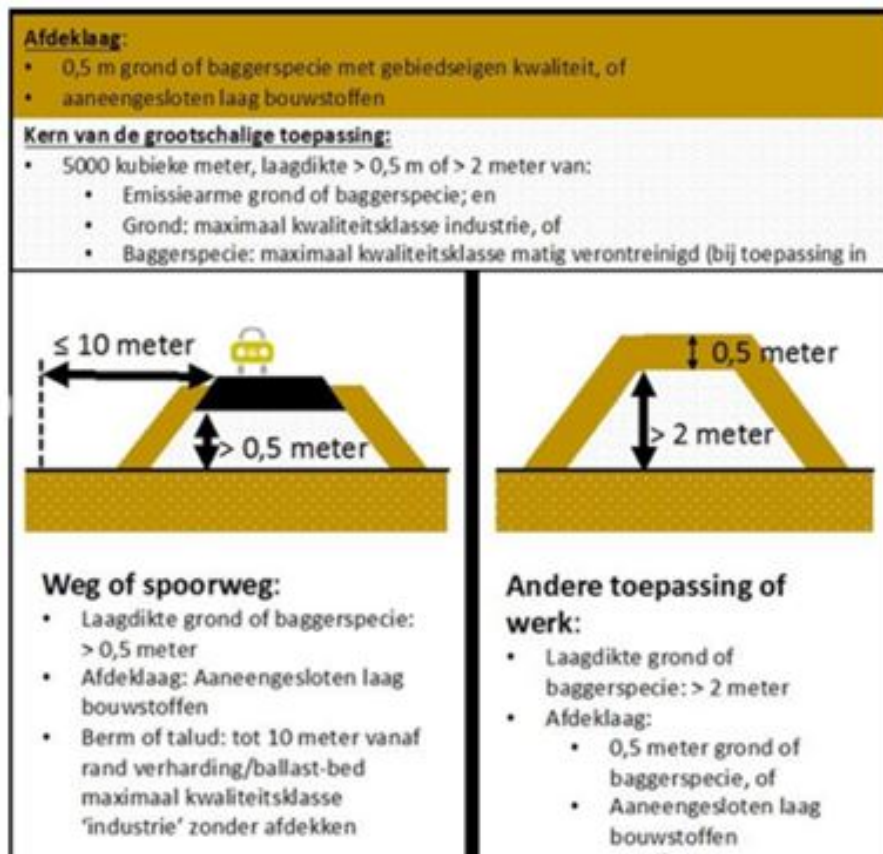 Afdeklaag:
• 0,5 m grond of baggerspecie met gebiedseigen kwaliteit, of
• aaneengesloten laag bouwstoffen
Kern van de grootschalige toepassing:
• 5000 kubieke meter, laagdikte > 0,5 m of > 2 meter van:
• Emissiearme grond of baggerspecie; en
• Grond: maximaal kwaliteitsklasse industrie, of
• Baggerspecie: maximaal kwaliteitsklasse matig verontreinigd (bij toepassing in
≤ 10 meter
> 0,5 meter
Weg of spoorweg:
• Laagdikte grond of baggerspecie:
> 0,5 meter
• Afdeklaag: Aaneengesloten laag
bouwstoffen
• Berm of talud: tot 10 meter vanaf
rand verharding/ballast-bed
maximaal kwaliteitsklasse
'industrie' zonder afdekken
0,5 meter
> 2 meter
Andere toepassing of
werk:
• Laagdikte grond of
baggerspecie: > 2 meter
• Afdeklaag:
• 0,5 meter grond of
baggerspecie, of
• Aaneengesloten laag
bouwstoffen